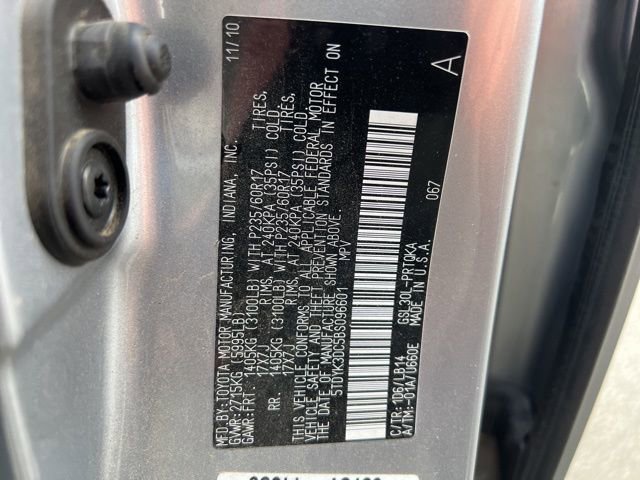 MFD.BY:TOYOTA MOTOR MANUFACTURING, INDIANA, INC. 11/10
GVWR: 2715KG (5995LB)
GAWR:FRT. 1405KG (3100LB) WITH P235/60R17 TIRES,
17X7J RIMS, AT 240KPA (35PSI) COLD.
RR. 1405KG (3100LB) WITH P235/60R17 TIRES,
17X7J RIMS, AT 240KPA (35PSI) COLD.
THIS VEHICLE CONFORMS TO ALL APPLICABLE FEDERAL MOTOR
VEHICLE SAFETY AND THEFT PREVENTION STANDARDS IN EFFECT ON
THE DATE OF MANUFACTURE SHOWN ABOVE.
5TDYK3DC5BS096601 MPV
A
C/TR:1D6/LB14 GSL30L-PRTQKA 067
A/TM:-01A/U660E MADE IN U.S.A.